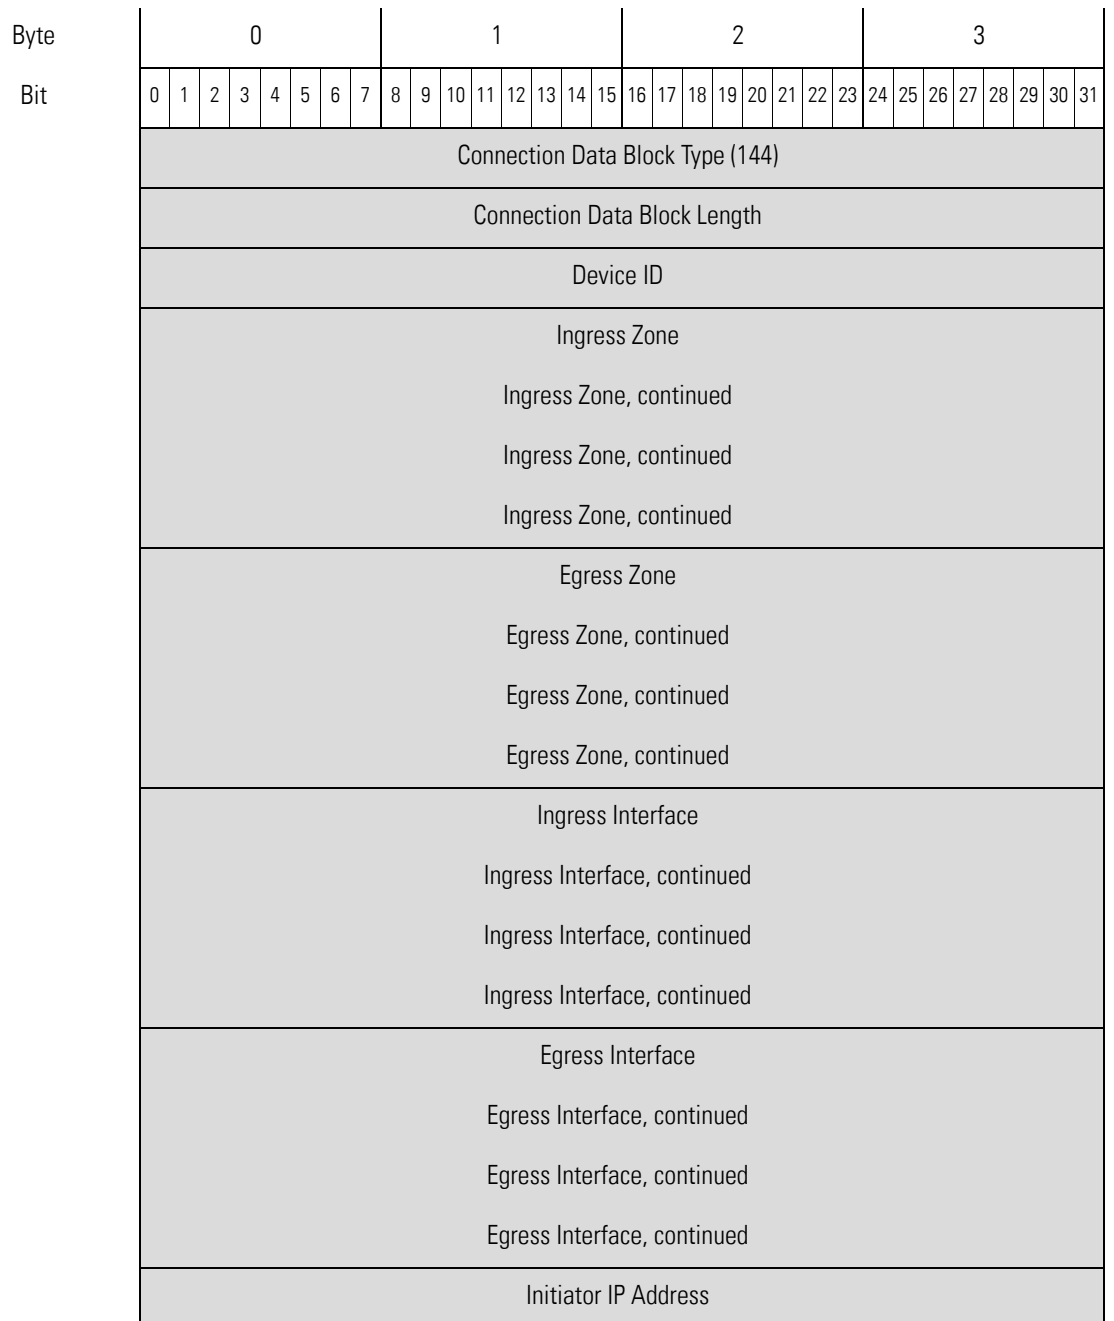 Byte 0 1 2 3
Bit 0 1 2 3 4 5 6 7 8 9 10 11 12 13 14 15 16 17 18 19 20 21 22 23 24 25 26 27 28 29 30 31
Connection Data Block Type (144)
Connection Data Block Length
Device ID
Ingress Zone
Ingress Zone, continued
Ingress Zone, continued
Ingress Zone, continued
Egress Zone
Egress Zone, continued
Egress Zone, continued
Egress Zone, continued
Ingress Interface
Ingress Interface, continued
Ingress Interface, continued
Ingress Interface, continued
Egress Interface
Egress Interface, continued
Egress Interface, continued
Egress Interface, continued
Initiator IP Address